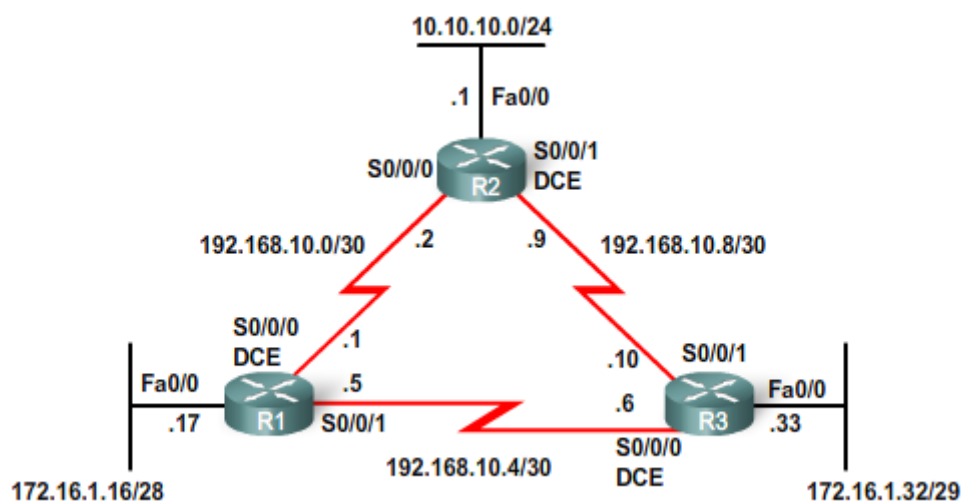 10.10.10.0/24
.1 Fa0/0
S0/0/0
R2
S0/0/1
DCE
192.168.10.0/30
.2
.9
192.168.10.8/30
S0/0/0
DCE
.1
.10
S0/0/1
Fa0/0
.17
R1
.5
S0/0/1
.6
R3
Fa0/0
.33
S0/0/0
DCE
192.168.10.4/30
172.16.1.16/28
172.16.1.32/29